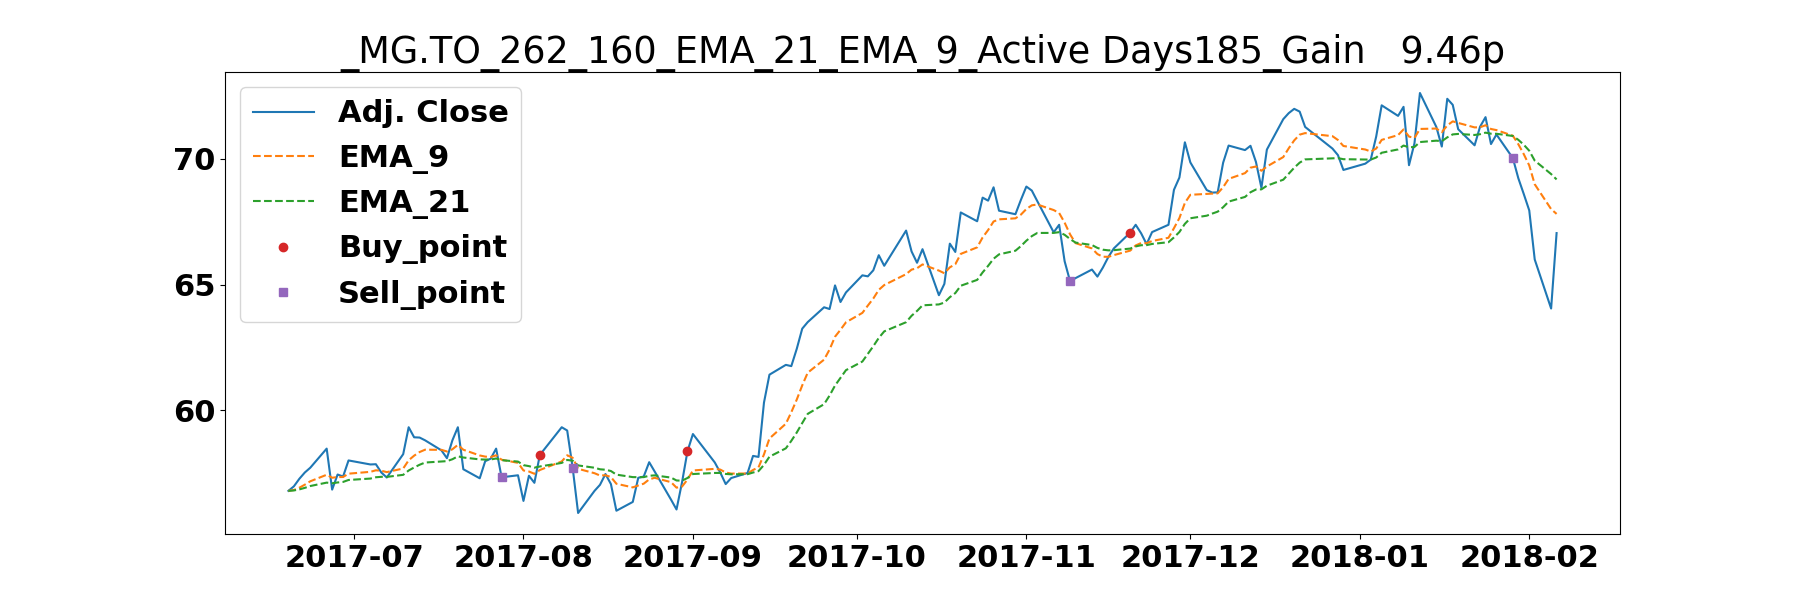 _MG.TO_262_160_EMA_21_EMA_9_Active Days185_Gain   9.46p
Adj. Close
EMA_9
EMA_21
Buy_point
Sell_point
70
65
60
2017-07 2017-08 2017-09 2017-10 2017-11 2017-12 2018-01 2018-02